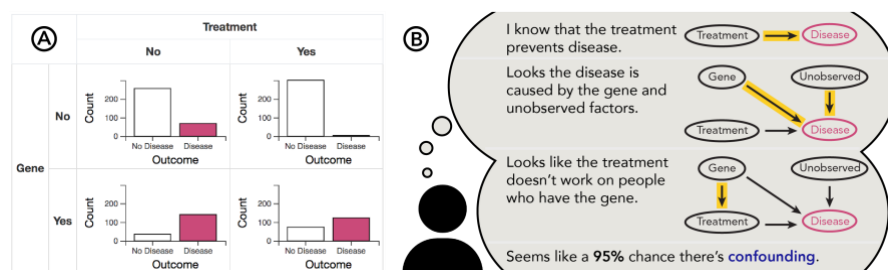 A
Treatment
No
Yes
Gene
No
Count
200
100
0
No Disease
Disease
Outcome
Count
200
100
0
No Disease
Disease
Outcome
Yes
Count
200
100
0
No Disease
Disease
Outcome
Count
200
100
0
No Disease
Disease
Outcome
B
I know that the treatment
prevents disease.
Treatment
Disease
Looks the disease is
caused by the gene and
unobserved factors.
Gene
Unobserved
Treatment
Disease
Looks like the treatment
doesn't work on people
who have the gene.
Gene
Unobserved
Treatment
Disease
Seems like a 95% chance there's confounding.